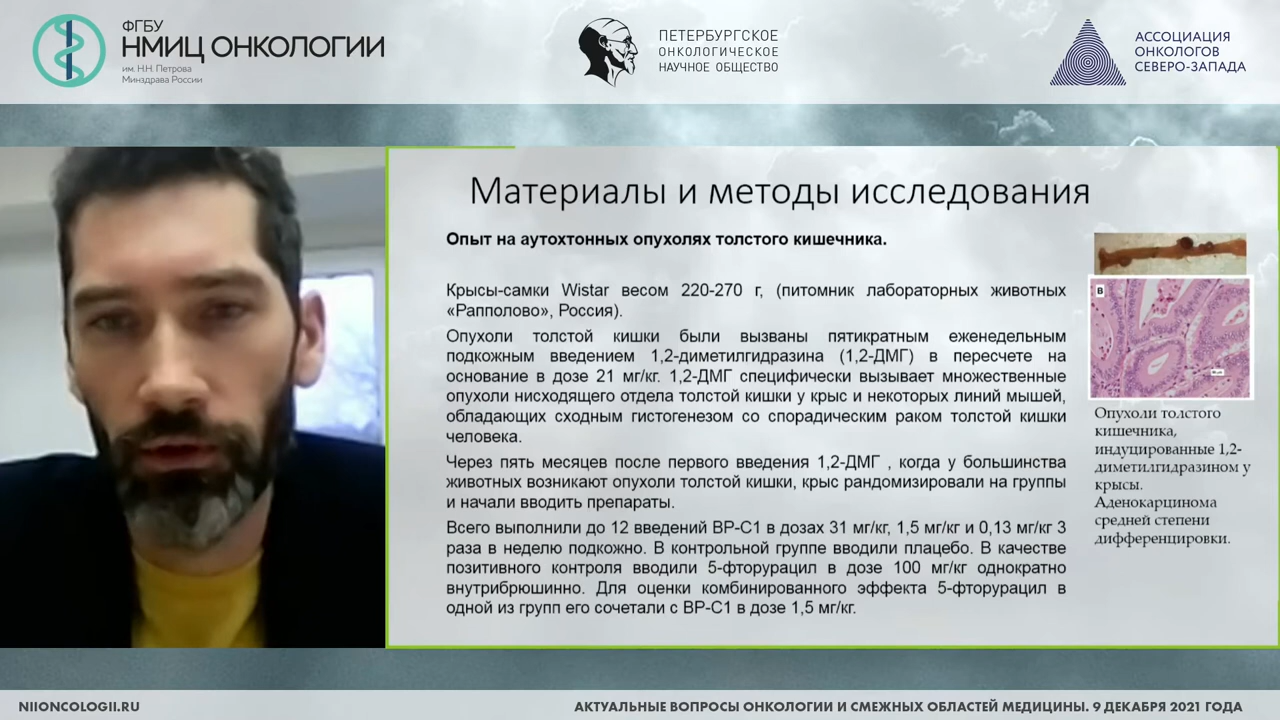 ФГБУ
НМИЦ ОНКОЛОГИИ
им. Н.Н. Петрова
Минздрава России
ПЕТЕРБУРГСКОЕ
ОНКОЛОГИЧЕСКОЕ
НАУЧНОЕ ОБЩЕСТВО
АССОЦИАЦИЯ
ОНКОЛОГОВ
СЕВЕРО-ЗАПАДА
Материалы и методы исследования
Опыт на аутохтонных опухолях толстого кишечника.
Крысы-самки Wistar весом 220-270 г, (питомник лабораторных животных
«Рапполово», Россия).
Опухоли толстой кишки были вызваны пятикратным еженедельным
подкожным введением 1,2-диметилгидразина (1,2-ДМГ) в пересчете на
основание в дозе 21 мг/кг. 1,2-ДМГ специфически вызывает множественные
опухоли нисходящего отдела толстой кишки у крыс и некоторых линий мышей,
обладающих сходным гистогенезом со спорадическим раком толстой кишки
человека.
Через пять месяцев после первого введения 1,2-ДМГ , когда у большинства
животных возникают опухоли толстой кишки, крыс рандомизировали на группы
и начали вводить препараты.
Всего выполнили до 12 введений ВР-С1 в дозах 31 мг/кг, 1,5 мг/кг и 0,13 мг/кг 3
раза в неделю подкожно. В контрольной группе вводили плацебо. В качестве
позитивного контроля вводили 5-фторурацил в дозе 100 мг/кг однократно
внутрибрюшинно. Для оценки комбинированного эффекта 5-фторурацил в
одной из групп его сочетали с ВР-С1 в дозе 1,5 мг/кг.
B
Опухоли толстого
кишечника,
индуцированные 1,2-
диметилгидразином у
крысы.
Аденокарцинома
средней степени
дифференцировки.
NIIONCOLOGII.RU
АКТУАЛЬНЫЕ ВОПРОСЫ ОНКОЛОГИИ И СМЕЖНЫХ ОБЛАСТЕЙ МЕДИЦИНЫ. 9 ДЕКАБРЯ 2021 ГОДА